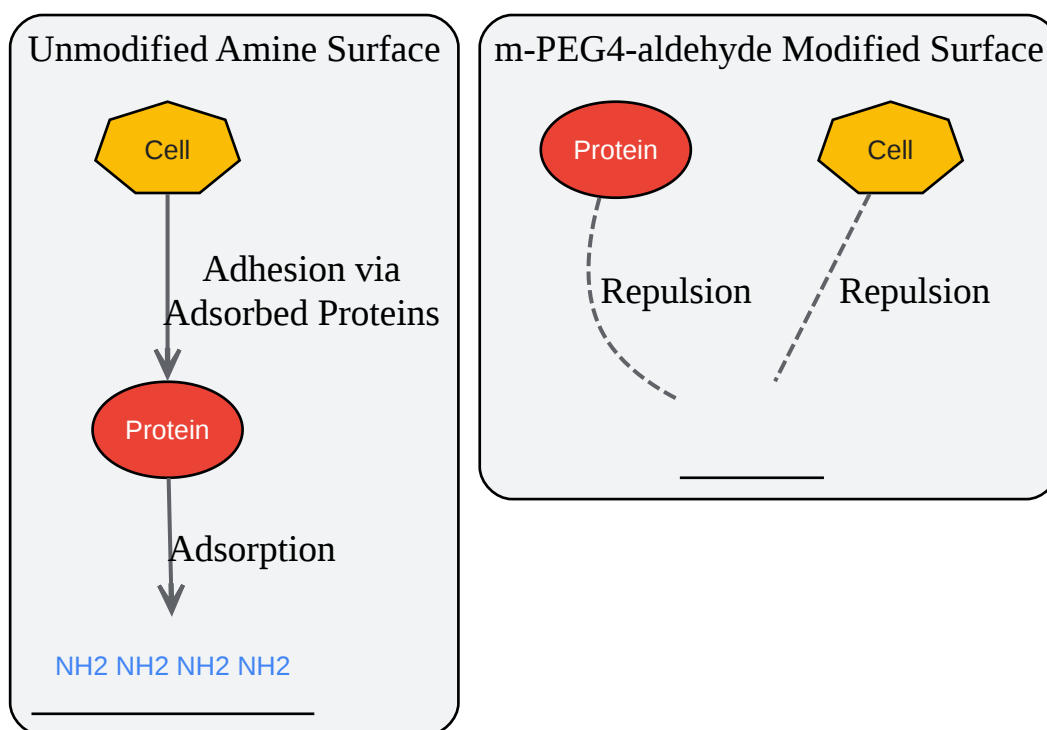 Unmodified Amine Surface
Cell
Adhesion via
Adsorbed Proteins
Protein
Adsorption
NH2 NH2 NH2 NH2
m-PEG4-aldehyde Modified Surface
Protein
Cell
Repulsion
Repulsion